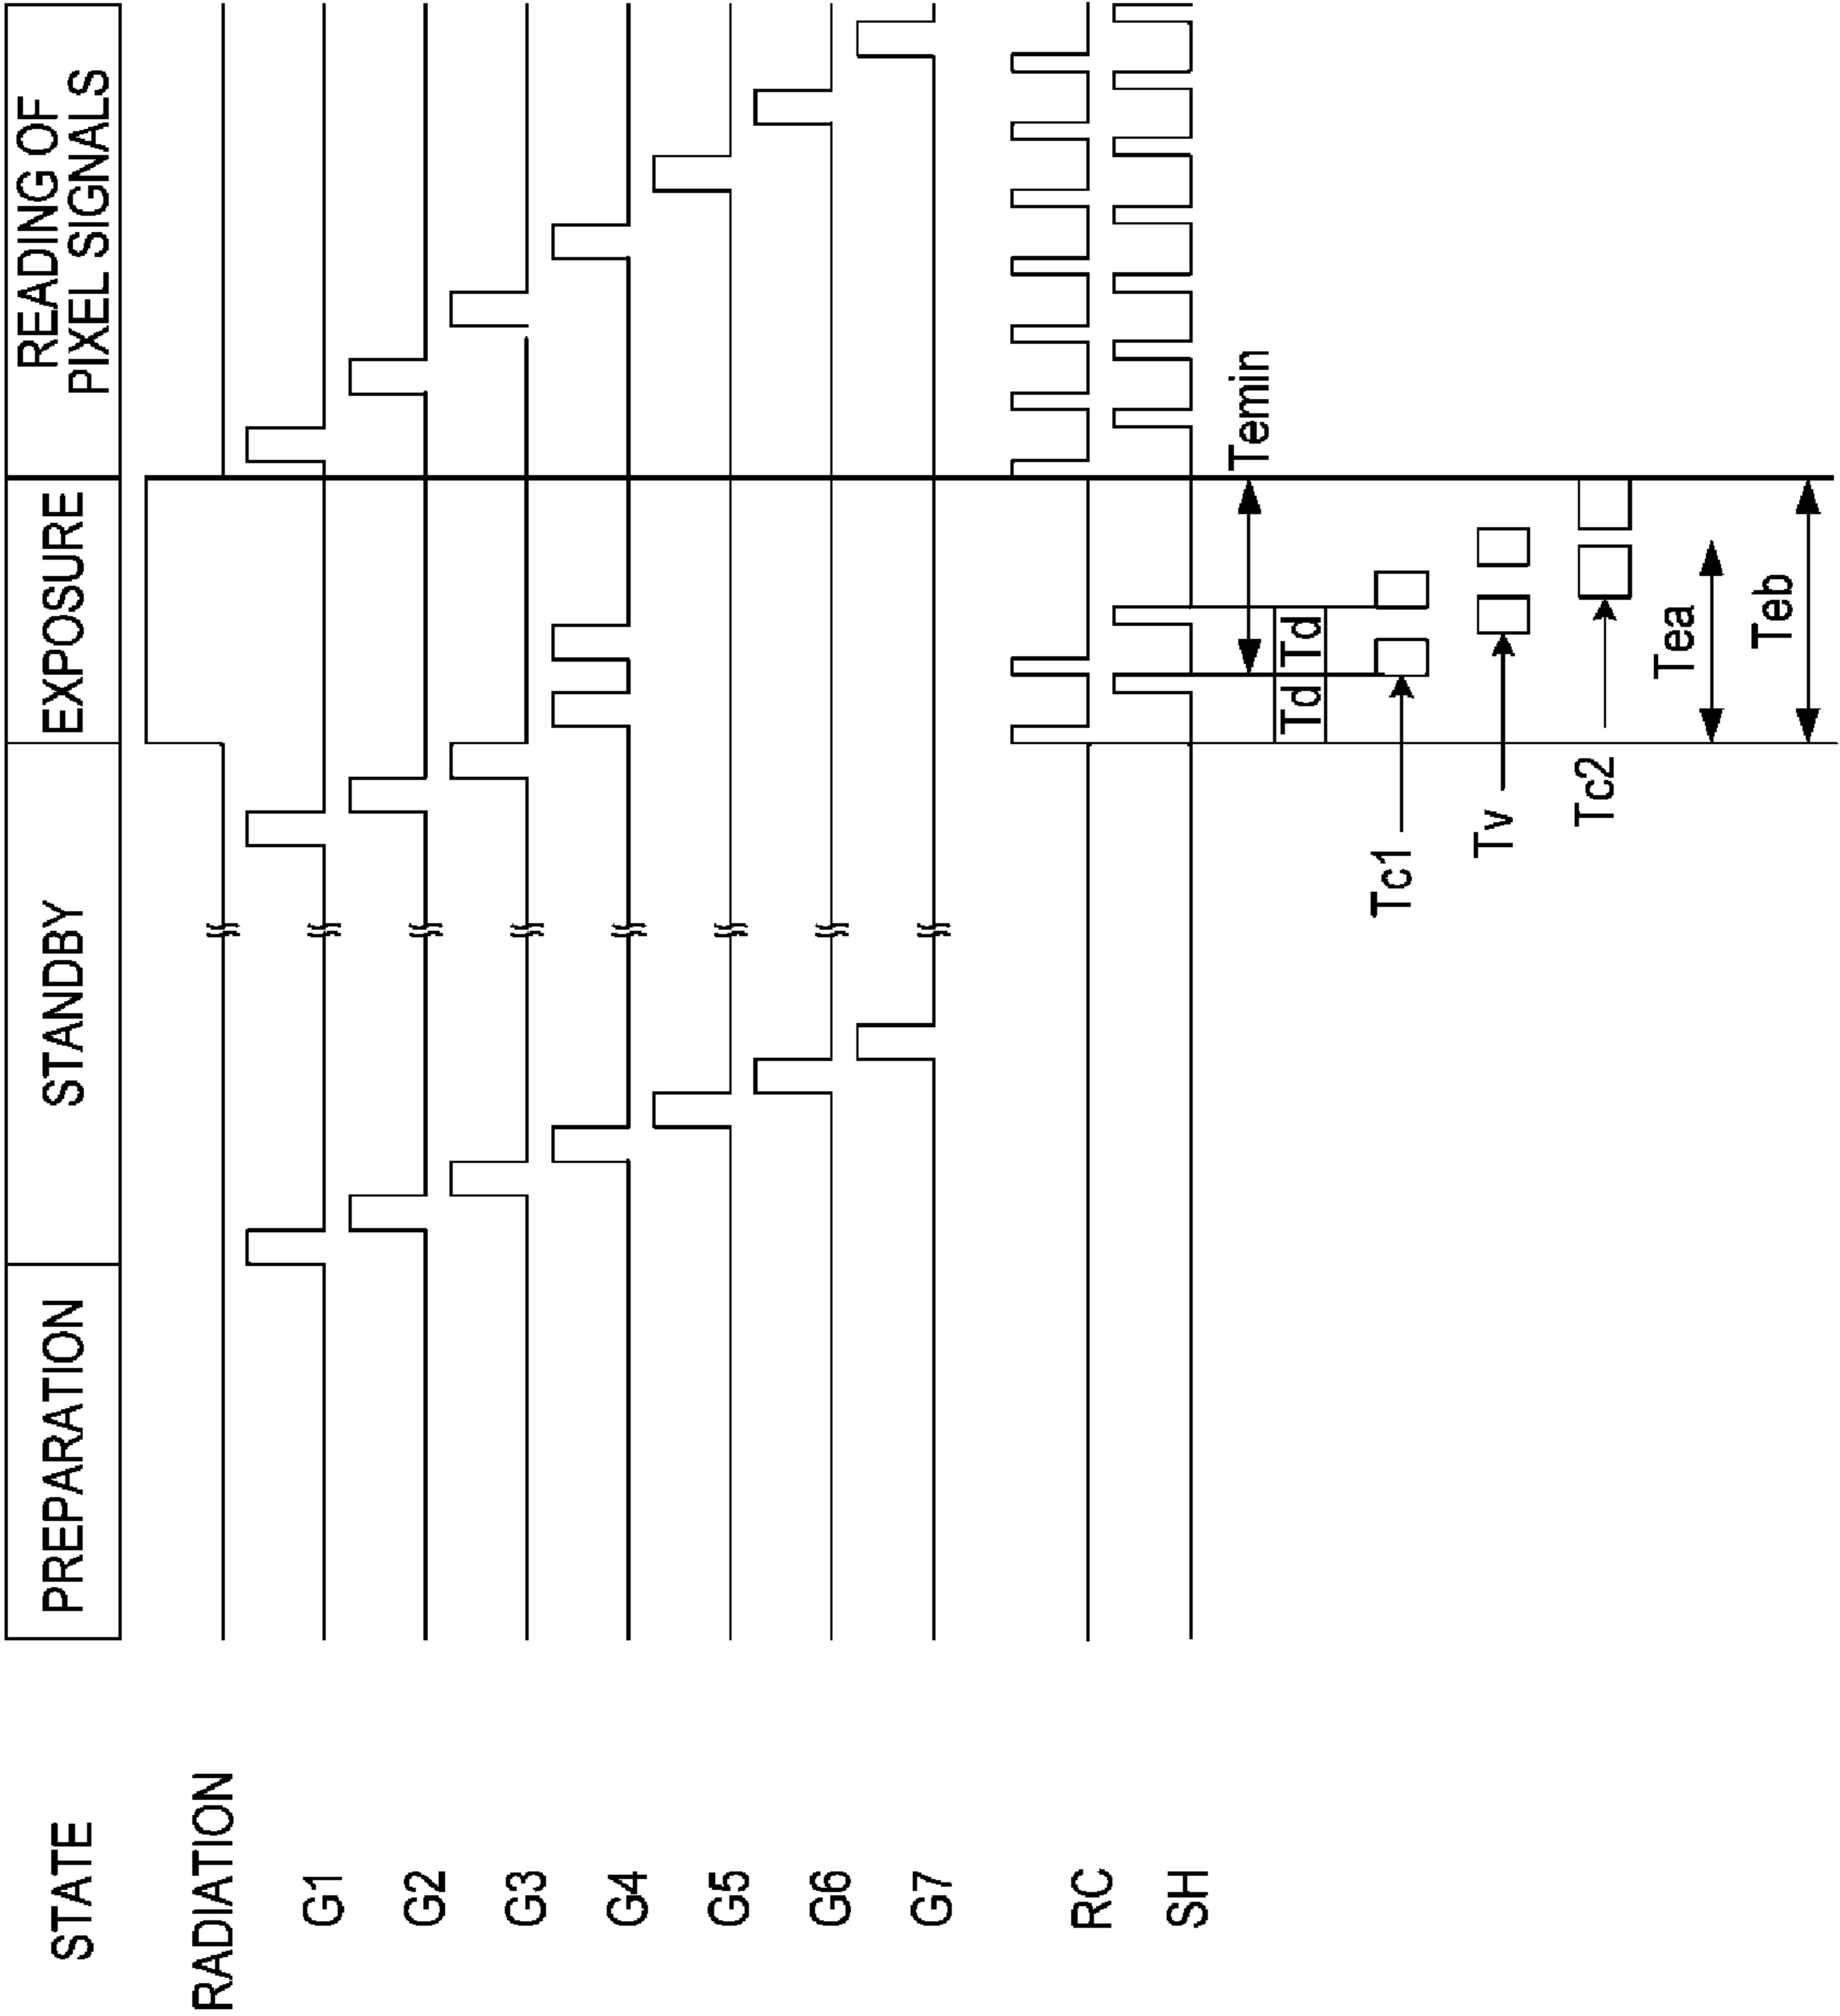 STATE
PREPARATION
STANDBY
EXPOSURE
READING OF
PIXEL SIGNALS
RADIATION
G1
G2
G3
G4
G5
G6
G7
RC
SH
Temin
Td
Td
Tc1
Tv
Tc2
Tea
Teb